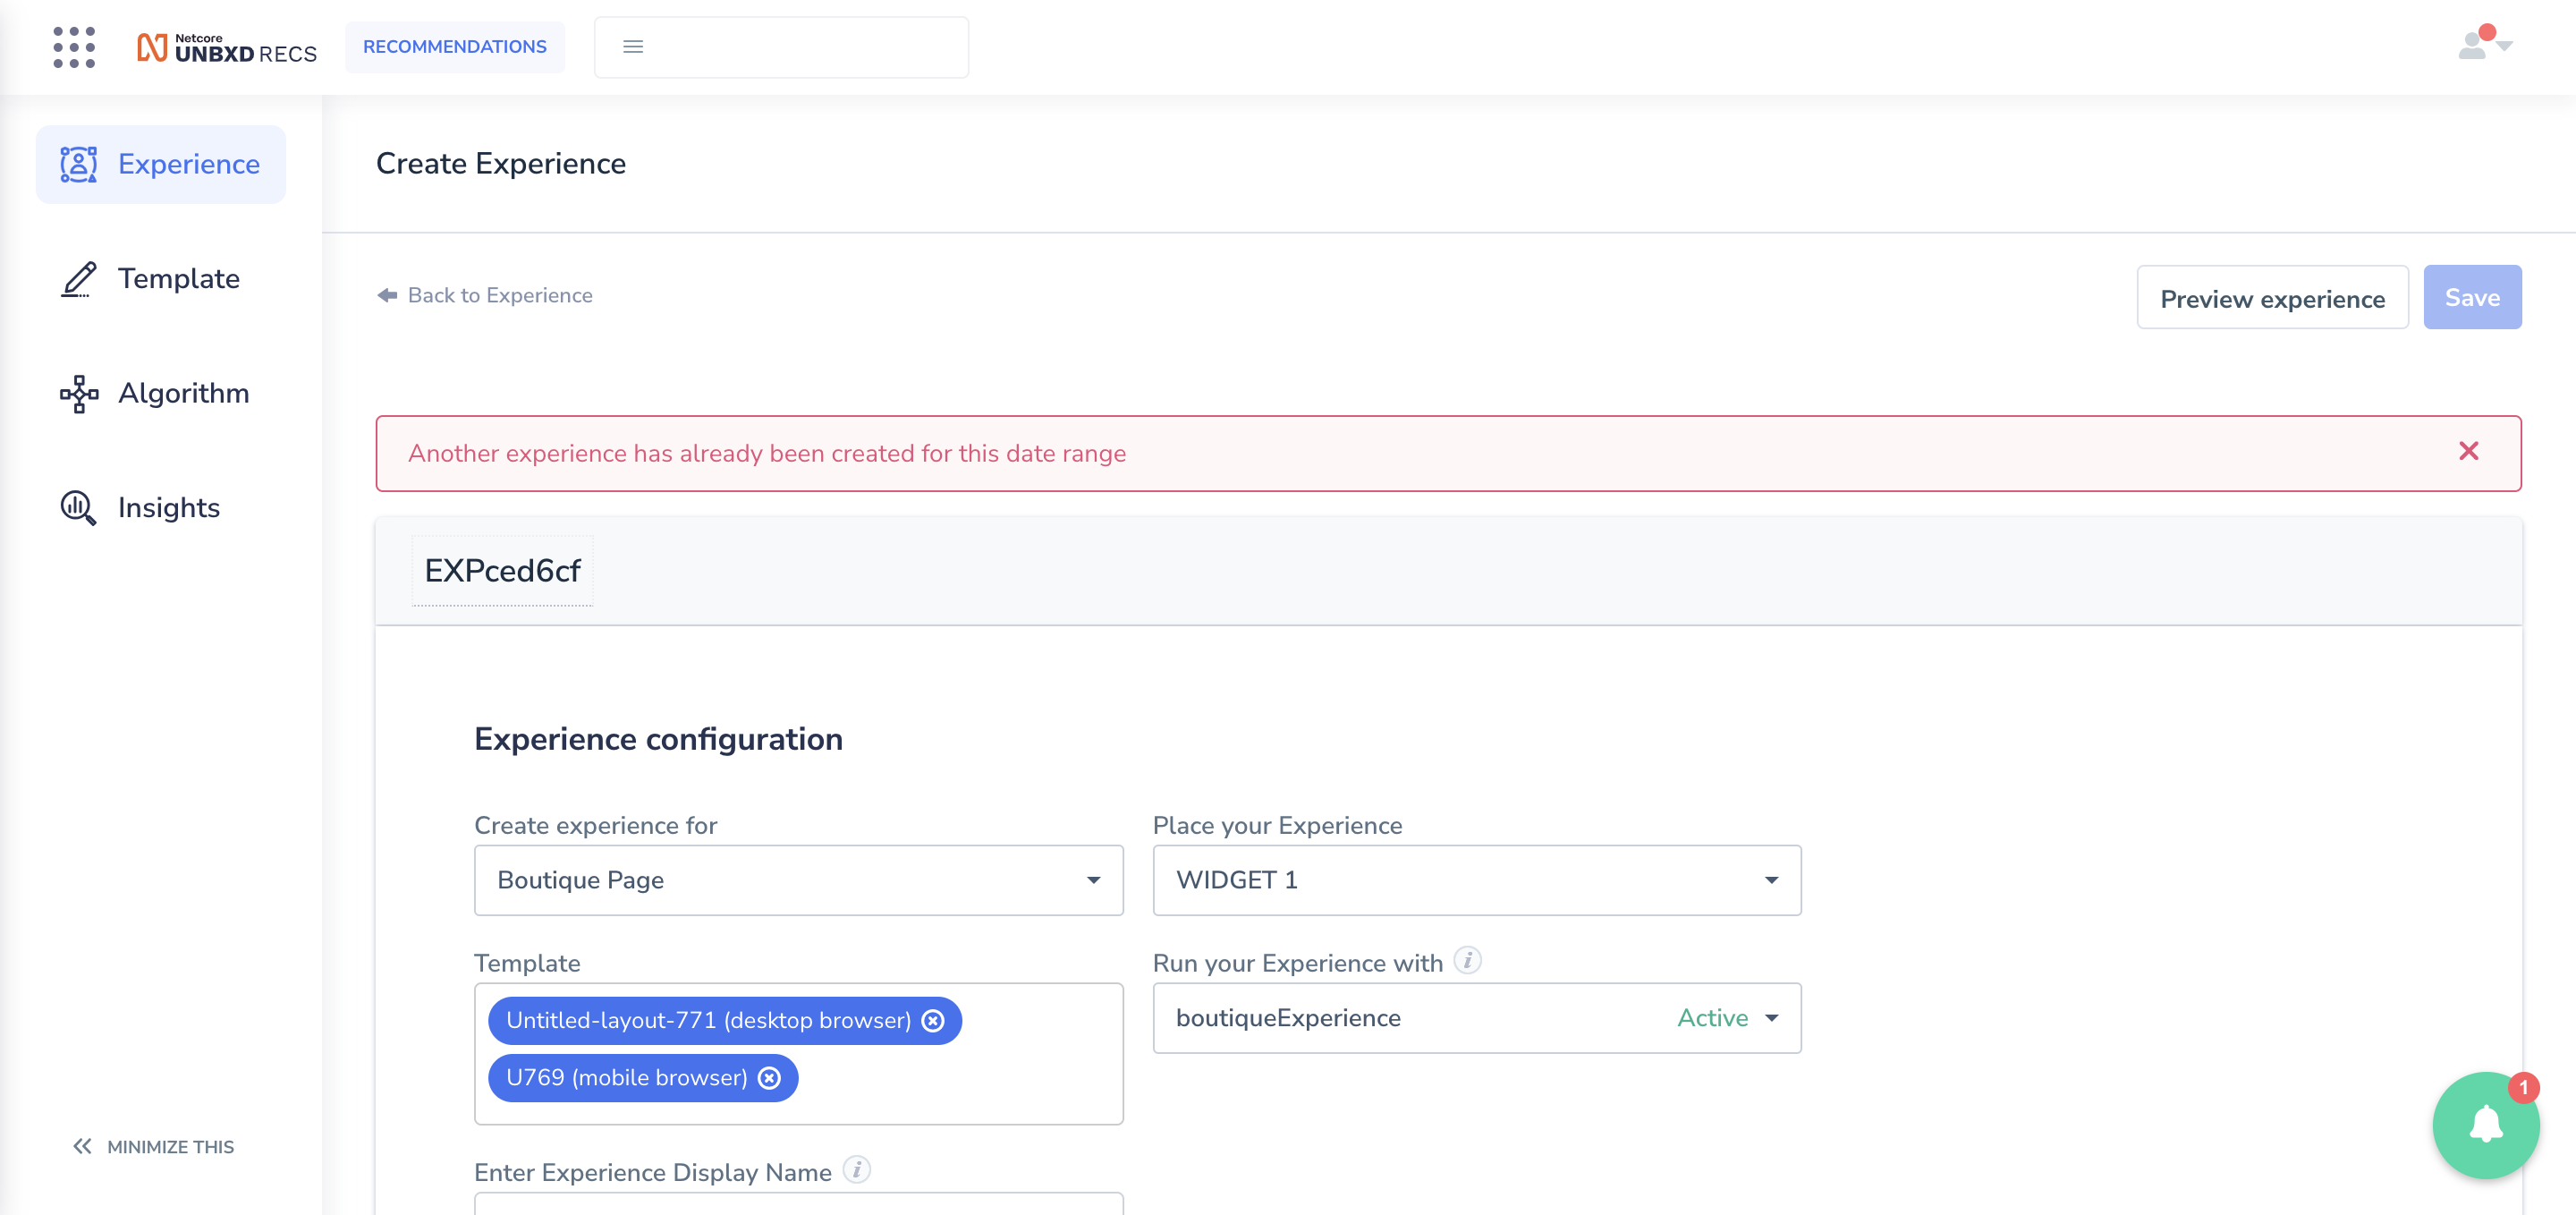 Netcore
UNBXD RECS
RECOMMENDATIONS
Experience
Template
Algorithm
Insights
MINIMIZE THIS
Create Experience
Back to Experience
Preview experience
Save
Another experience has already been created for this date range
EXPced6cf
Experience configuration
Create experience for
Place your Experience
Boutique Page
WIDGET 1
Template
Run your Experience with i
Untitled-layout-771 (desktop browser)
boutiqueExperience Active
U769 (mobile browser)
1
Enter Experience Display Name i